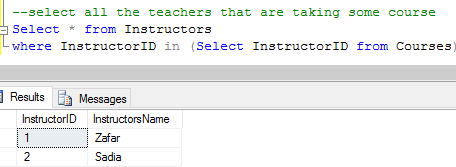 --select all the teachers that are taking some course
Select * from Instructors
where InstructorID in (Select InstructorID from Courses)
Results Messages
InstructorID InstructorsName
1 Zafar
2 Sadia